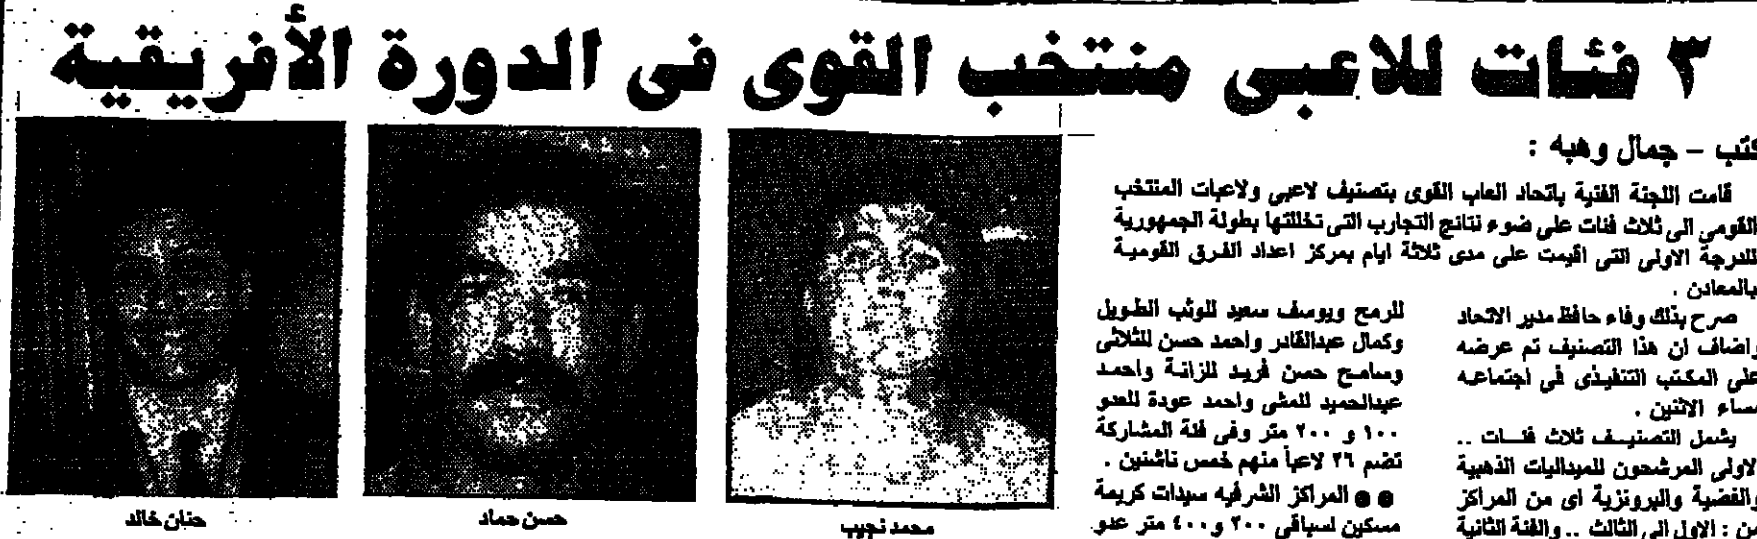 ٣ فئات للاعبى منتخب القوى فى الدورة الأفريقية
كتب - جمال وهبه :
قامت اللجنة الفنية باتحاد العاب القوى بتصنيف لاعبى ولاعبات المنتخب
القومى الى ثلاث فئات على ضوء نتائج التجارب التى تخللتها بطولة الجمهورية
للدرجة الاولى التى اقيمت على مدى ثلاثة ايام بمركز اعداد الفرق القومية
بالمعادى .
صرح بذلك وفاء حافظ مدير الاتحاد
واضاف ان هذا التصنيف تم عرضه
على المكتب التنفيذى فى اجتماعه
مساء الاثنين .
يشمل التصنيف ثلاث فئات ..
الاولى المرشحون للميداليات الذهبية
والفضية والبرونزية اى من المراكز
من : الاول الى الثالث .. والفئة الثانية
للرمح ويوسف سعيد للوثب الطويل
وكمال عبدالقادر واحمد حسن للثلاثى
وسامح حسن فريد للزانة واحمد
عبدالحميد للمشى واحمد عودة للعدو
١٠٠ و ٢٠٠ متر وفى فئة المشاركة
تضم ٢٦ لاعباً منهم خمس ناشئين .
●● المراكز الشرفيه سيدات كريمة
مسكين لسباقى ٢٠٠ و ٤٠٠ متر عدو
محمد نجيب
حسن حماد
حنان خالد